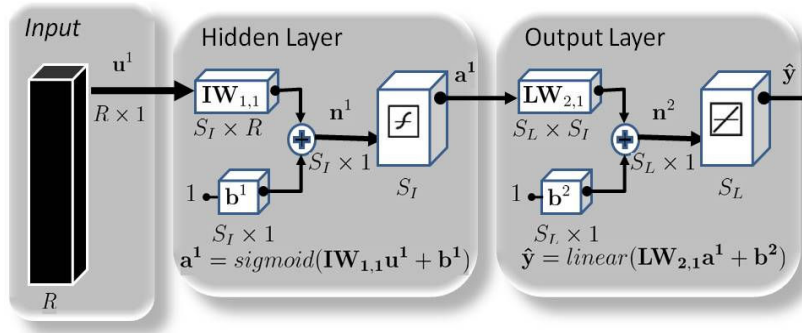 Input
u¹
R × 1
R
Hidden Layer
IW₁,₁
S_I × R
n¹
a¹
S_I × 1
S_I
1
b¹
S_I × 1
a¹ = sigmoid(IW₁,₁u¹ + b¹)
Output Layer
LW₂,₁
S_L × S_I
n²
ŷ
S_L × 1
S_L
1
b²
S_L × 1
ŷ = linear(LW₂,₁a¹ + b²)